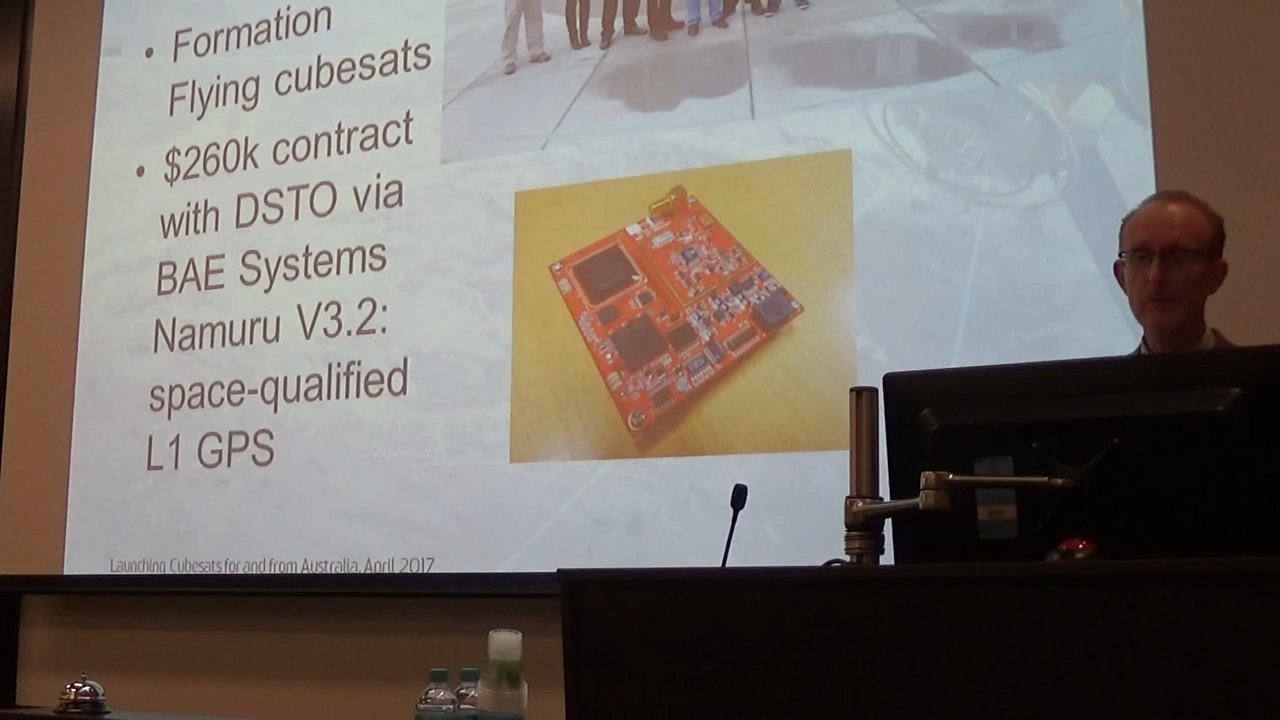 • Formation
Flying cubesats
• $260k contract
with DSTO via
BAE Systems
Namuru V3.2:
space-qualified
L1 GPS
Launching Cubesats for and from Australia, April 2017